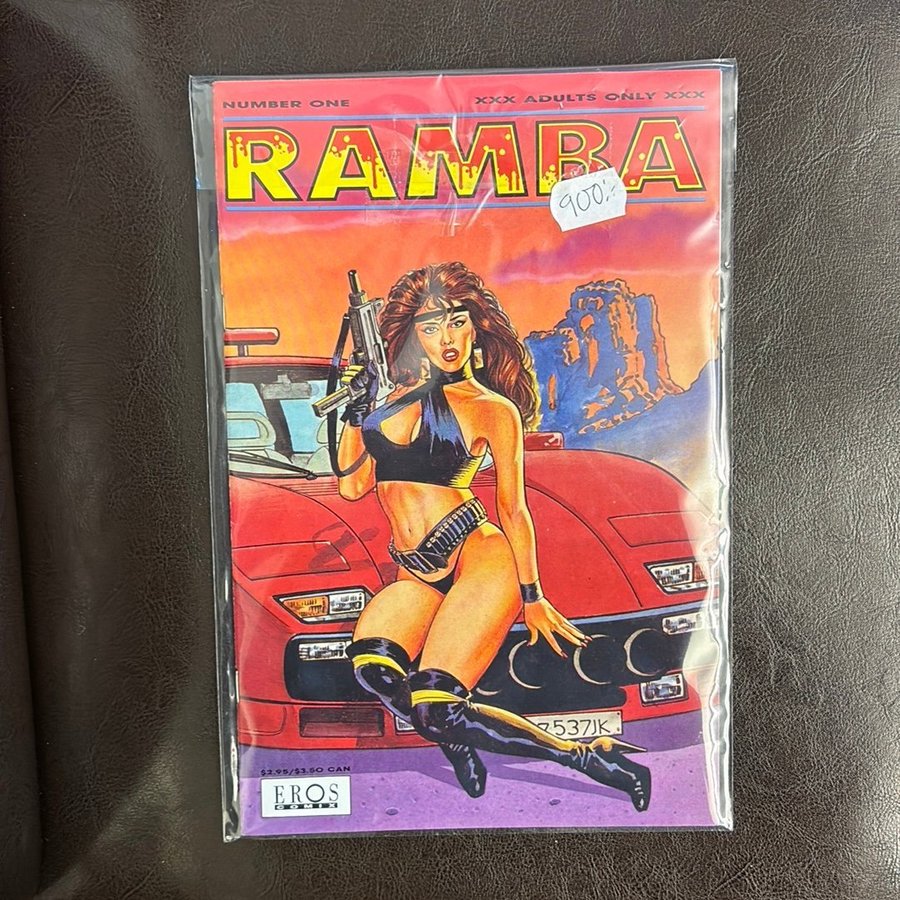 NUMBER ONE
XXX ADULTS ONLY XXX
RAMBA
900:-
537JK
$2.95/$3.50 CAN
EROS
COMIX